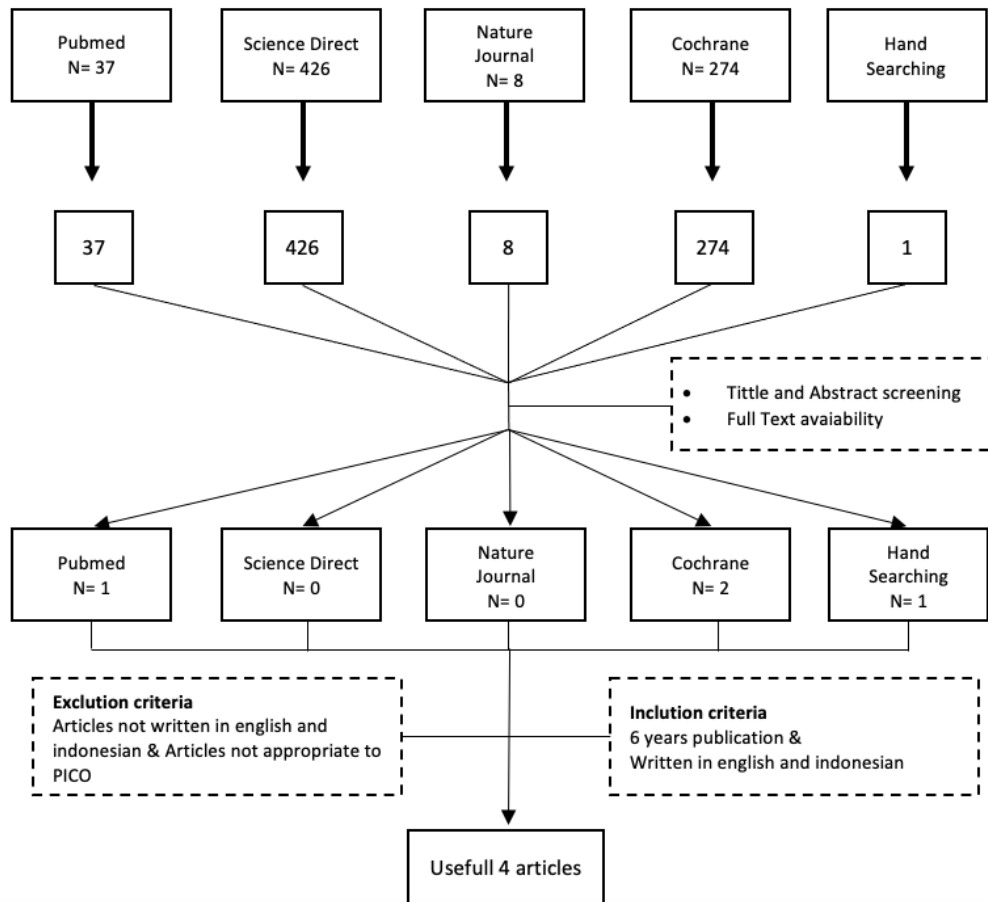 Pubmed
N= 37
Science Direct
N= 426
Nature
Journal
N= 8
Cochrane
N= 274
Hand
Searching
37
426
8
274
1
• Tittle and Abstract screening
• Full Text avaiability
Pubmed
N= 1
Science Direct
N= 0
Nature
Journal
N= 0
Cochrane
N= 2
Hand
Searching
N= 1
Exclution criteria
Articles not written in english and
indonesian & Articles not appropriate to
PICO
Inclution criteria
6 years publication &
Written in english and indonesian
Usefull 4 articles